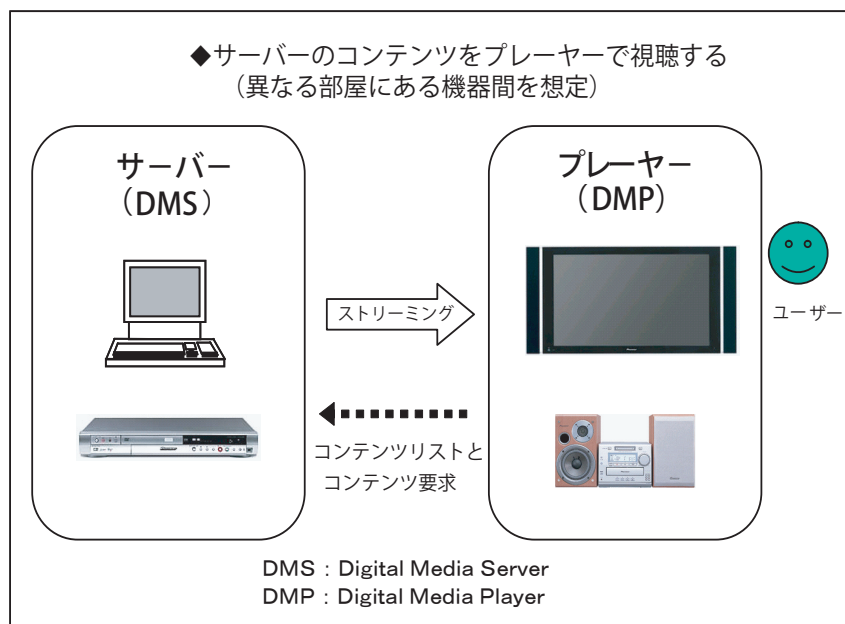 ◆サーバーのコンテンツをプレーヤーで視聴する
（異なる部屋にある機器間を想定）
サーバー
（DMS）
プレーヤー
（DMP）
ストリーミング
ユーザー
コンテンツリストと
コンテンツ要求
DMS：Digital Media Server
DMP：Digital Media Player